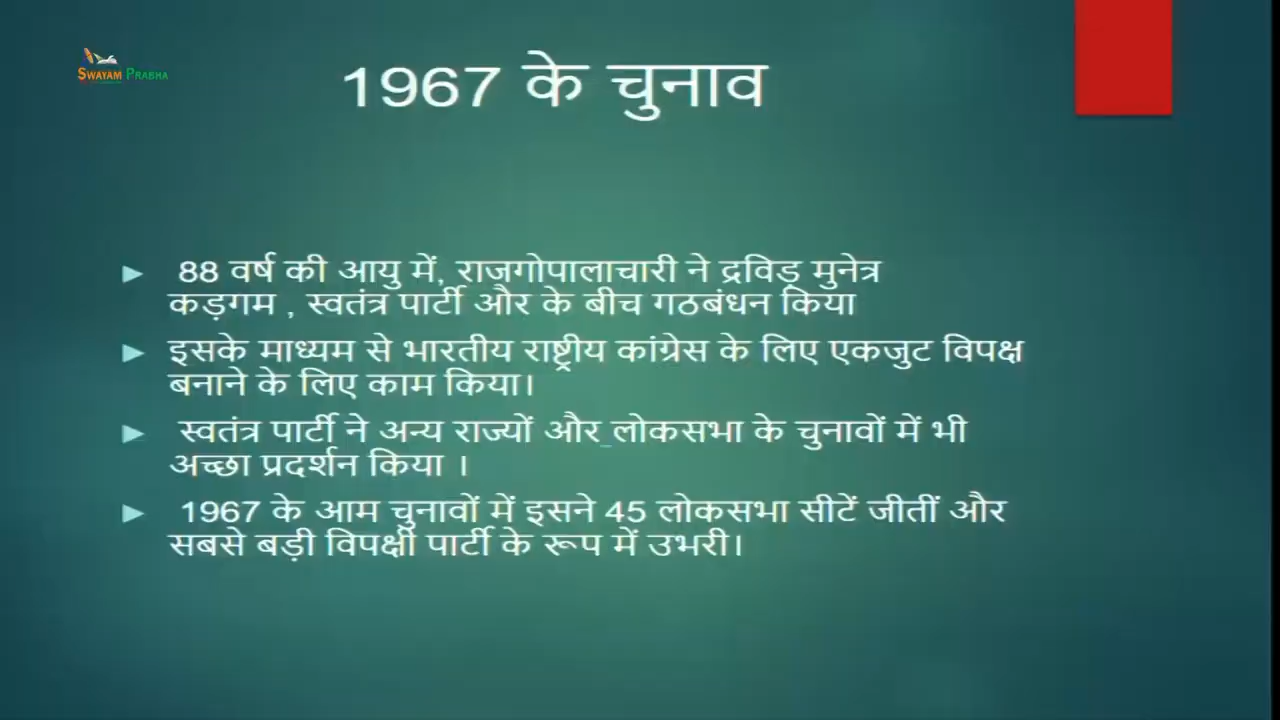 SWAYAM PRABHA
1967 के चुनाव
88 वर्ष की आयु में, राजगोपालाचारी ने द्रविड़ मुनेत्र
कड़गम , स्वतंत्र पार्टी और के बीच गठबंधन किया
इसके माध्यम से भारतीय राष्ट्रीय कांग्रेस के लिए एकजुट विपक्ष
बनाने के लिए काम किया।
स्वतंत्र पार्टी ने अन्य राज्यों और लोकसभा के चुनावों में भी
अच्छा प्रदर्शन किया ।
1967 के आम चुनावों में इसने 45 लोकसभा सीटें जीतीं और
सबसे बड़ी विपक्षी पार्टी के रूप में उभरी।